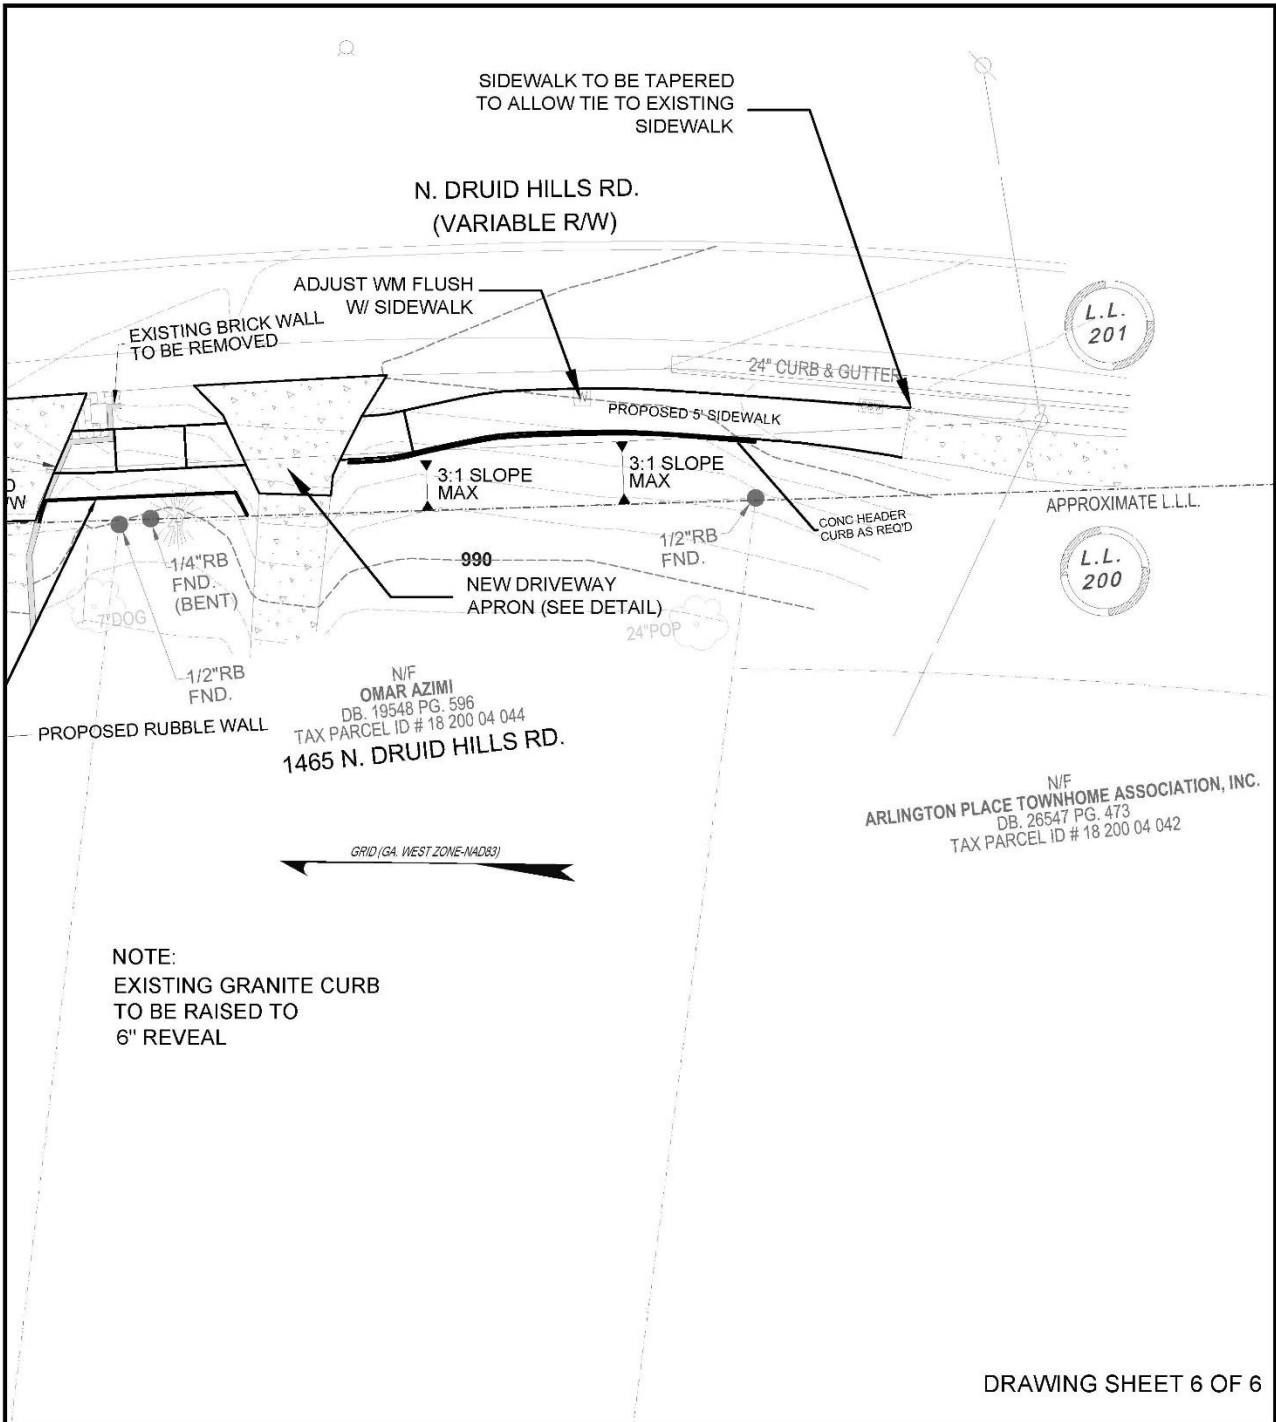 SIDEWALK TO BE TAPERED
TO ALLOW TIE TO EXISTING
SIDEWALK
N. DRUID HILLS RD.
(VARIABLE R/W)
ADJUST WM FLUSH
W/ SIDEWALK
EXISTING BRICK WALL
TO BE REMOVED
L.L.
201
24" CURB & GUTTER
W
PROPOSED 5' SIDEWALK
3:1 SLOPE
MAX
3:1 SLOPE
MAX
D
/W
APPROXIMATE L.L.L.
CONC HEADER
CURB AS REQ'D
1/2"RB
FND.
L.L.
200
1/4"RB
FND.
(BENT)
990
NEW DRIVEWAY
APRON (SEE DETAIL)
7"DOG
24"POP
1/2"RB
FND.
PROPOSED RUBBLE WALL
N/F
OMAR AZIMI
DB. 19548 PG. 596
TAX PARCEL ID # 18 200 04 044
1465 N. DRUID HILLS RD.
N/F
ARLINGTON PLACE TOWNHOME ASSOCIATION, INC.
DB. 26547 PG. 473
TAX PARCEL ID # 18 200 04 042
GRID (GA. WEST ZONE-NAD83)
NOTE:
EXISTING GRANITE CURB
TO BE RAISED TO
6" REVEAL
DRAWING SHEET 6 OF 6